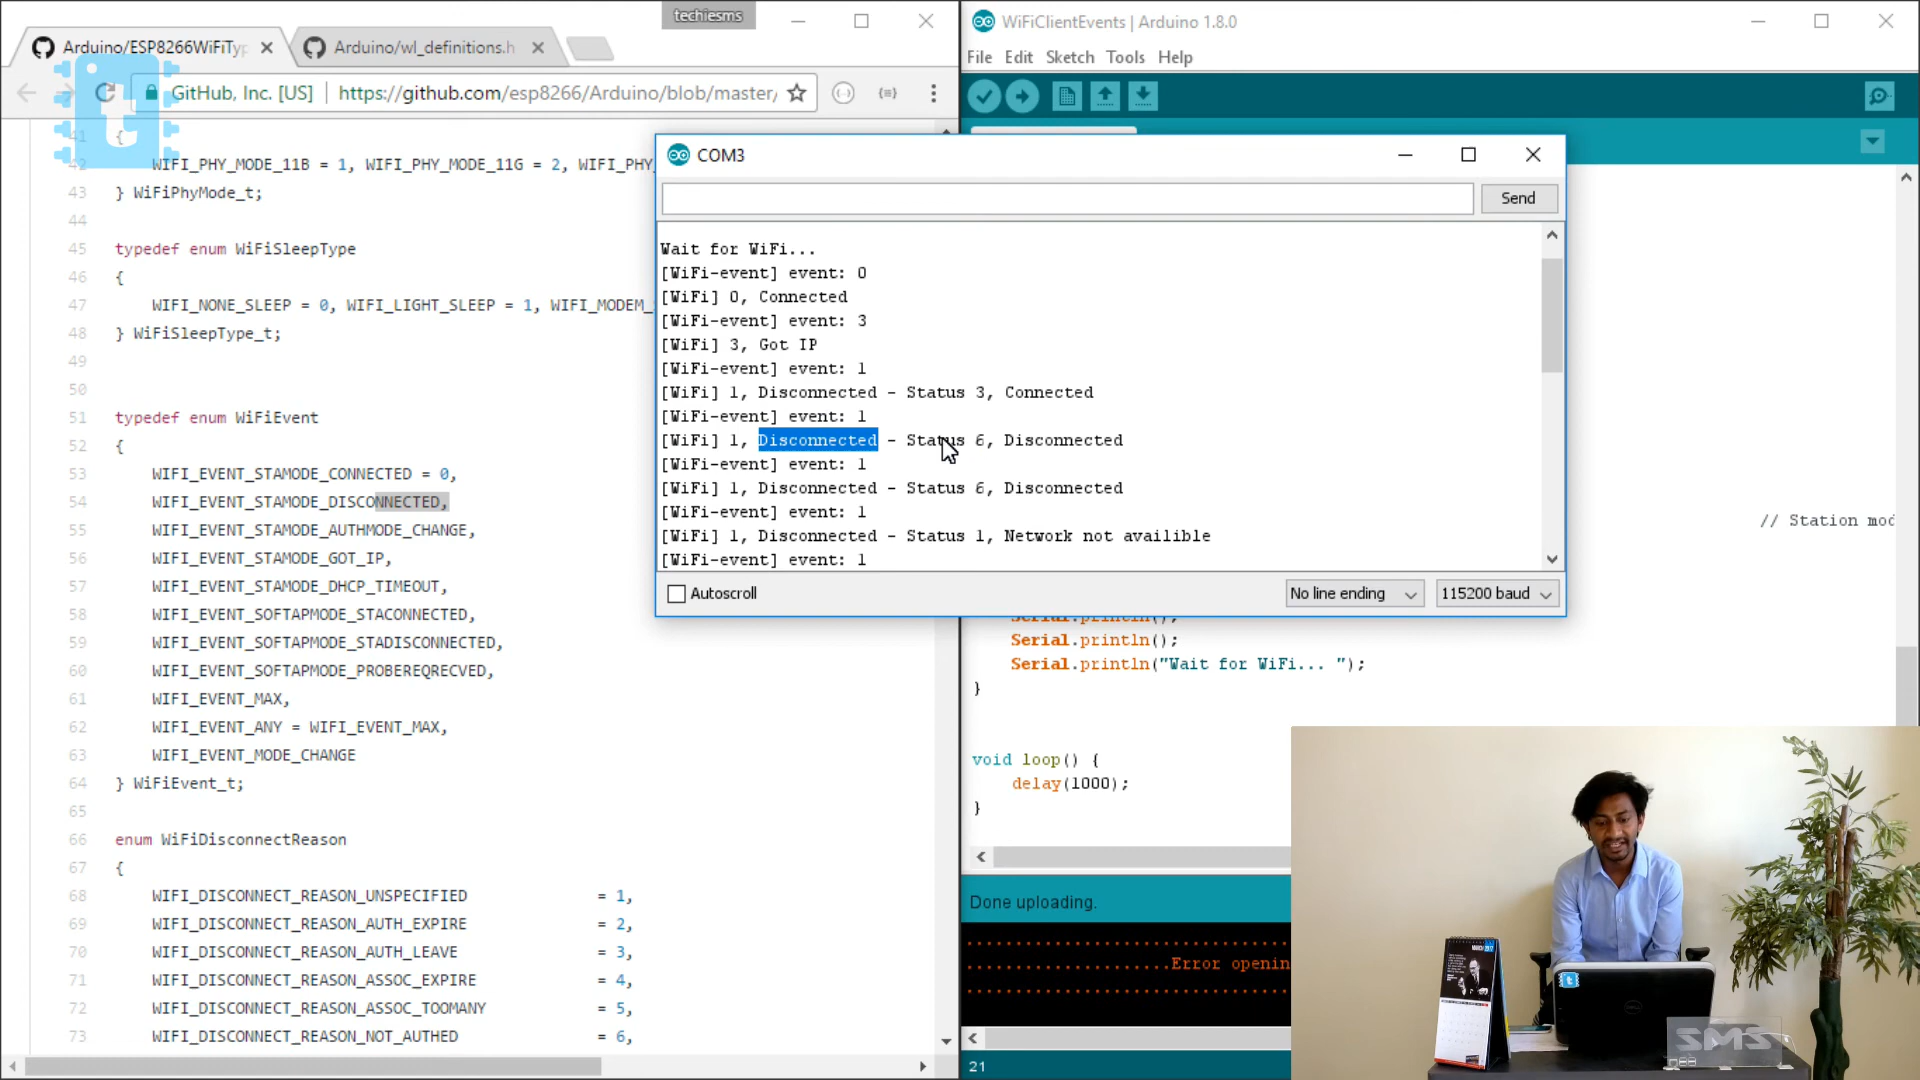 techiesms
Arduino/ESP8266WiFiTyp
Arduino/wl_definitions.h
GitHub, Inc. [US]
https://github.com/esp8266/Arduino/blob/master/
41 {
42 WIFI_PHY_MODE_11B = 1, WIFI_PHY_MODE_11G = 2, WIFI_PHY_
43 } WiFiPhyMode_t;
44
45 typedef enum WiFiSleepType
46 {
47 WIFI_NONE_SLEEP = 0, WIFI_LIGHT_SLEEP = 1, WIFI_MODEM_
48 } WiFiSleepType_t;
49
50
51 typedef enum WiFiEvent
52 {
53 WIFI_EVENT_STAMODE_CONNECTED = 0,
54 WIFI_EVENT_STAMODE_DISCONNECTED,
55 WIFI_EVENT_STAMODE_AUTHMODE_CHANGE,
56 WIFI_EVENT_STAMODE_GOT_IP,
57 WIFI_EVENT_STAMODE_DHCP_TIMEOUT,
58 WIFI_EVENT_SOFTAPMODE_STACONNECTED,
59 WIFI_EVENT_SOFTAPMODE_STADISCONNECTED,
60 WIFI_EVENT_SOFTAPMODE_PROBEREQRECVED,
61 WIFI_EVENT_MAX,
62 WIFI_EVENT_ANY = WIFI_EVENT_MAX,
63 WIFI_EVENT_MODE_CHANGE
64 } WiFiEvent_t;
65
66 enum WiFiDisconnectReason
67 {
68 WIFI_DISCONNECT_REASON_UNSPECIFIED = 1,
69 WIFI_DISCONNECT_REASON_AUTH_EXPIRE = 2,
70 WIFI_DISCONNECT_REASON_AUTH_LEAVE = 3,
71 WIFI_DISCONNECT_REASON_ASSOC_EXPIRE = 4,
72 WIFI_DISCONNECT_REASON_ASSOC_TOOMANY = 5,
73 WIFI_DISCONNECT_REASON_NOT_AUTHED = 6,
WiFiClientEvents | Arduino 1.8.0
File Edit Sketch Tools Help
COM3
Send
Wait for WiFi...
[WiFi-event] event: 0
[WiFi] 0, Connected
[WiFi-event] event: 3
[WiFi] 3, Got IP
[WiFi-event] event: 1
[WiFi] 1, Disconnected - Status 3, Connected
[WiFi-event] event: 1
[WiFi] 1, Disconnected - Status 6, Disconnected
[WiFi-event] event: 1
[WiFi] 1, Disconnected - Status 6, Disconnected
[WiFi-event] event: 1
[WiFi] 1, Disconnected - Status 1, Network not availible
[WiFi-event] event: 1
Autoscroll
No line ending
115200 baud
// Station mod
Serial.println();
Serial.println();
Serial.println("Wait for WiFi... ");
}
void loop() {
delay(1000);
}
Done uploading.
................................
.....................Error openin
................................
21
MARCH 2017
SMS